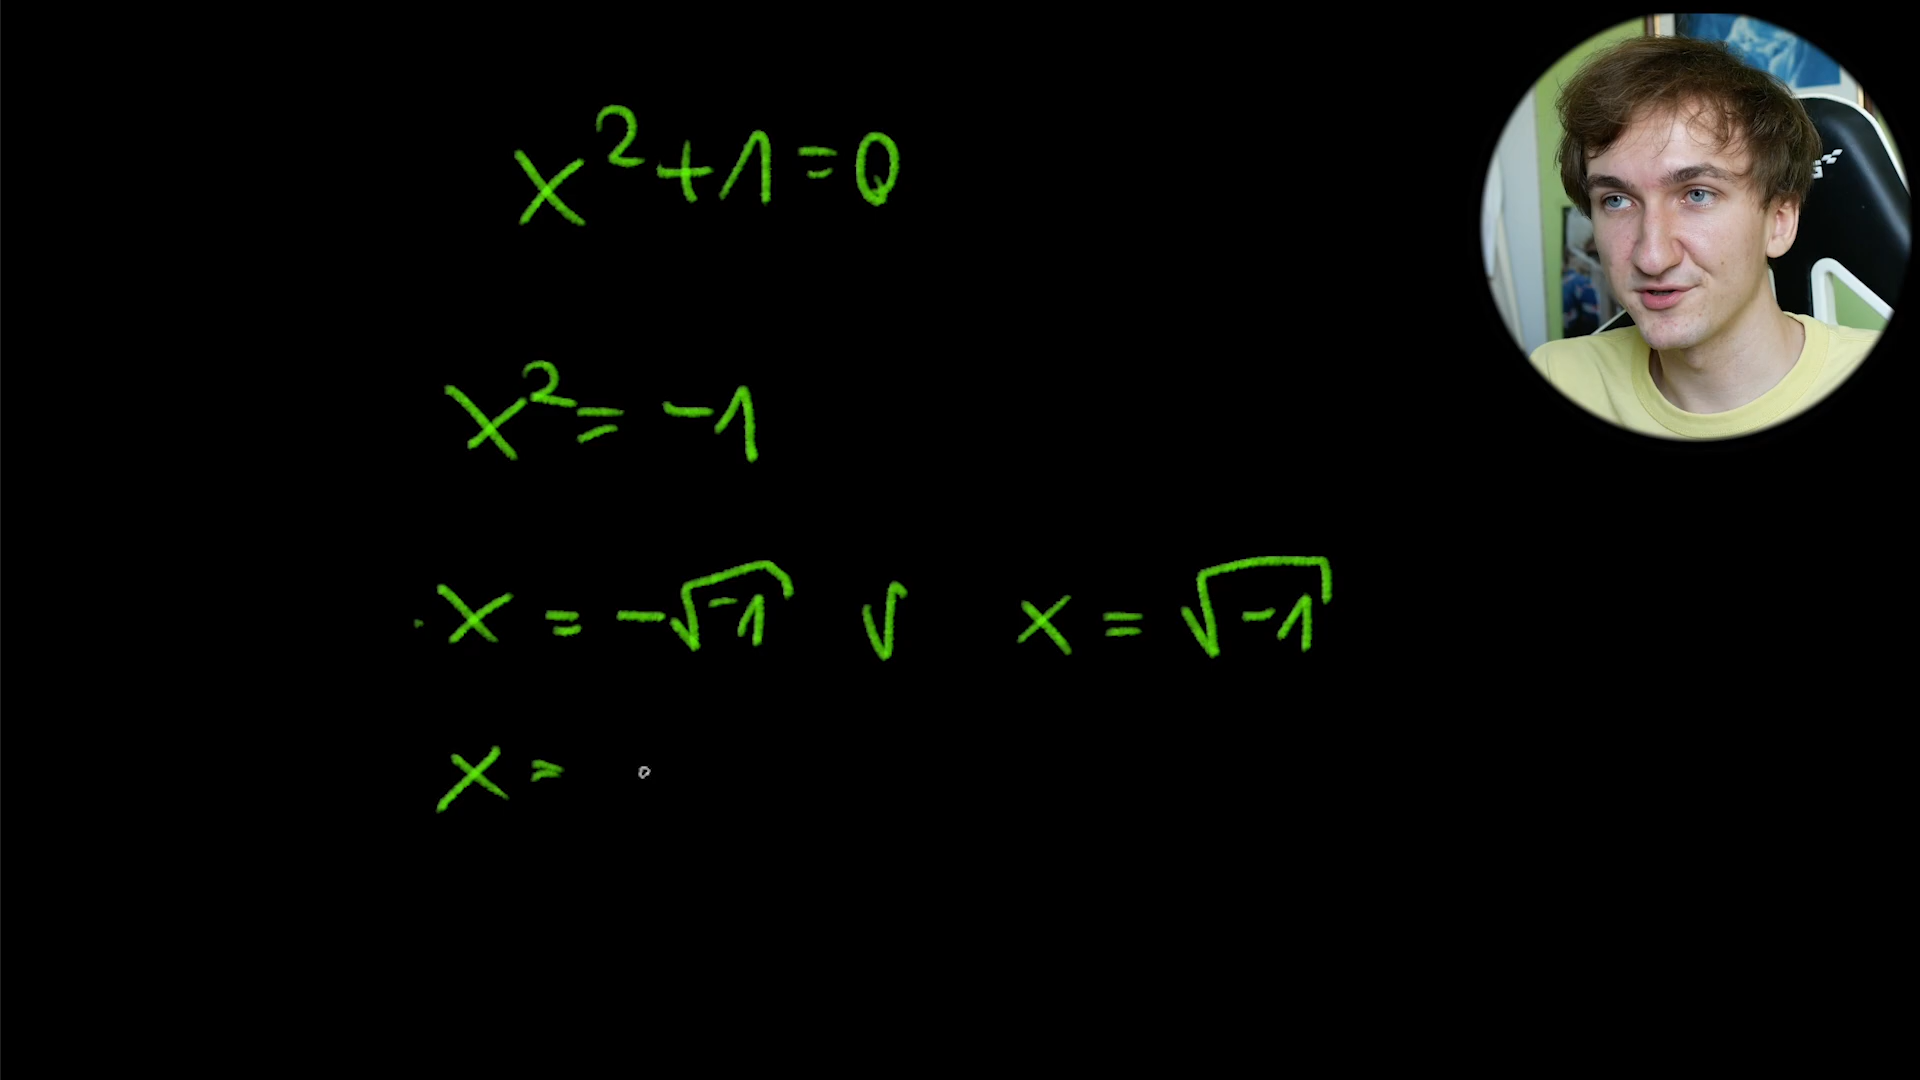 x²+1=0
x²=-1
x = -√-1 ∨ x = √-1
x =